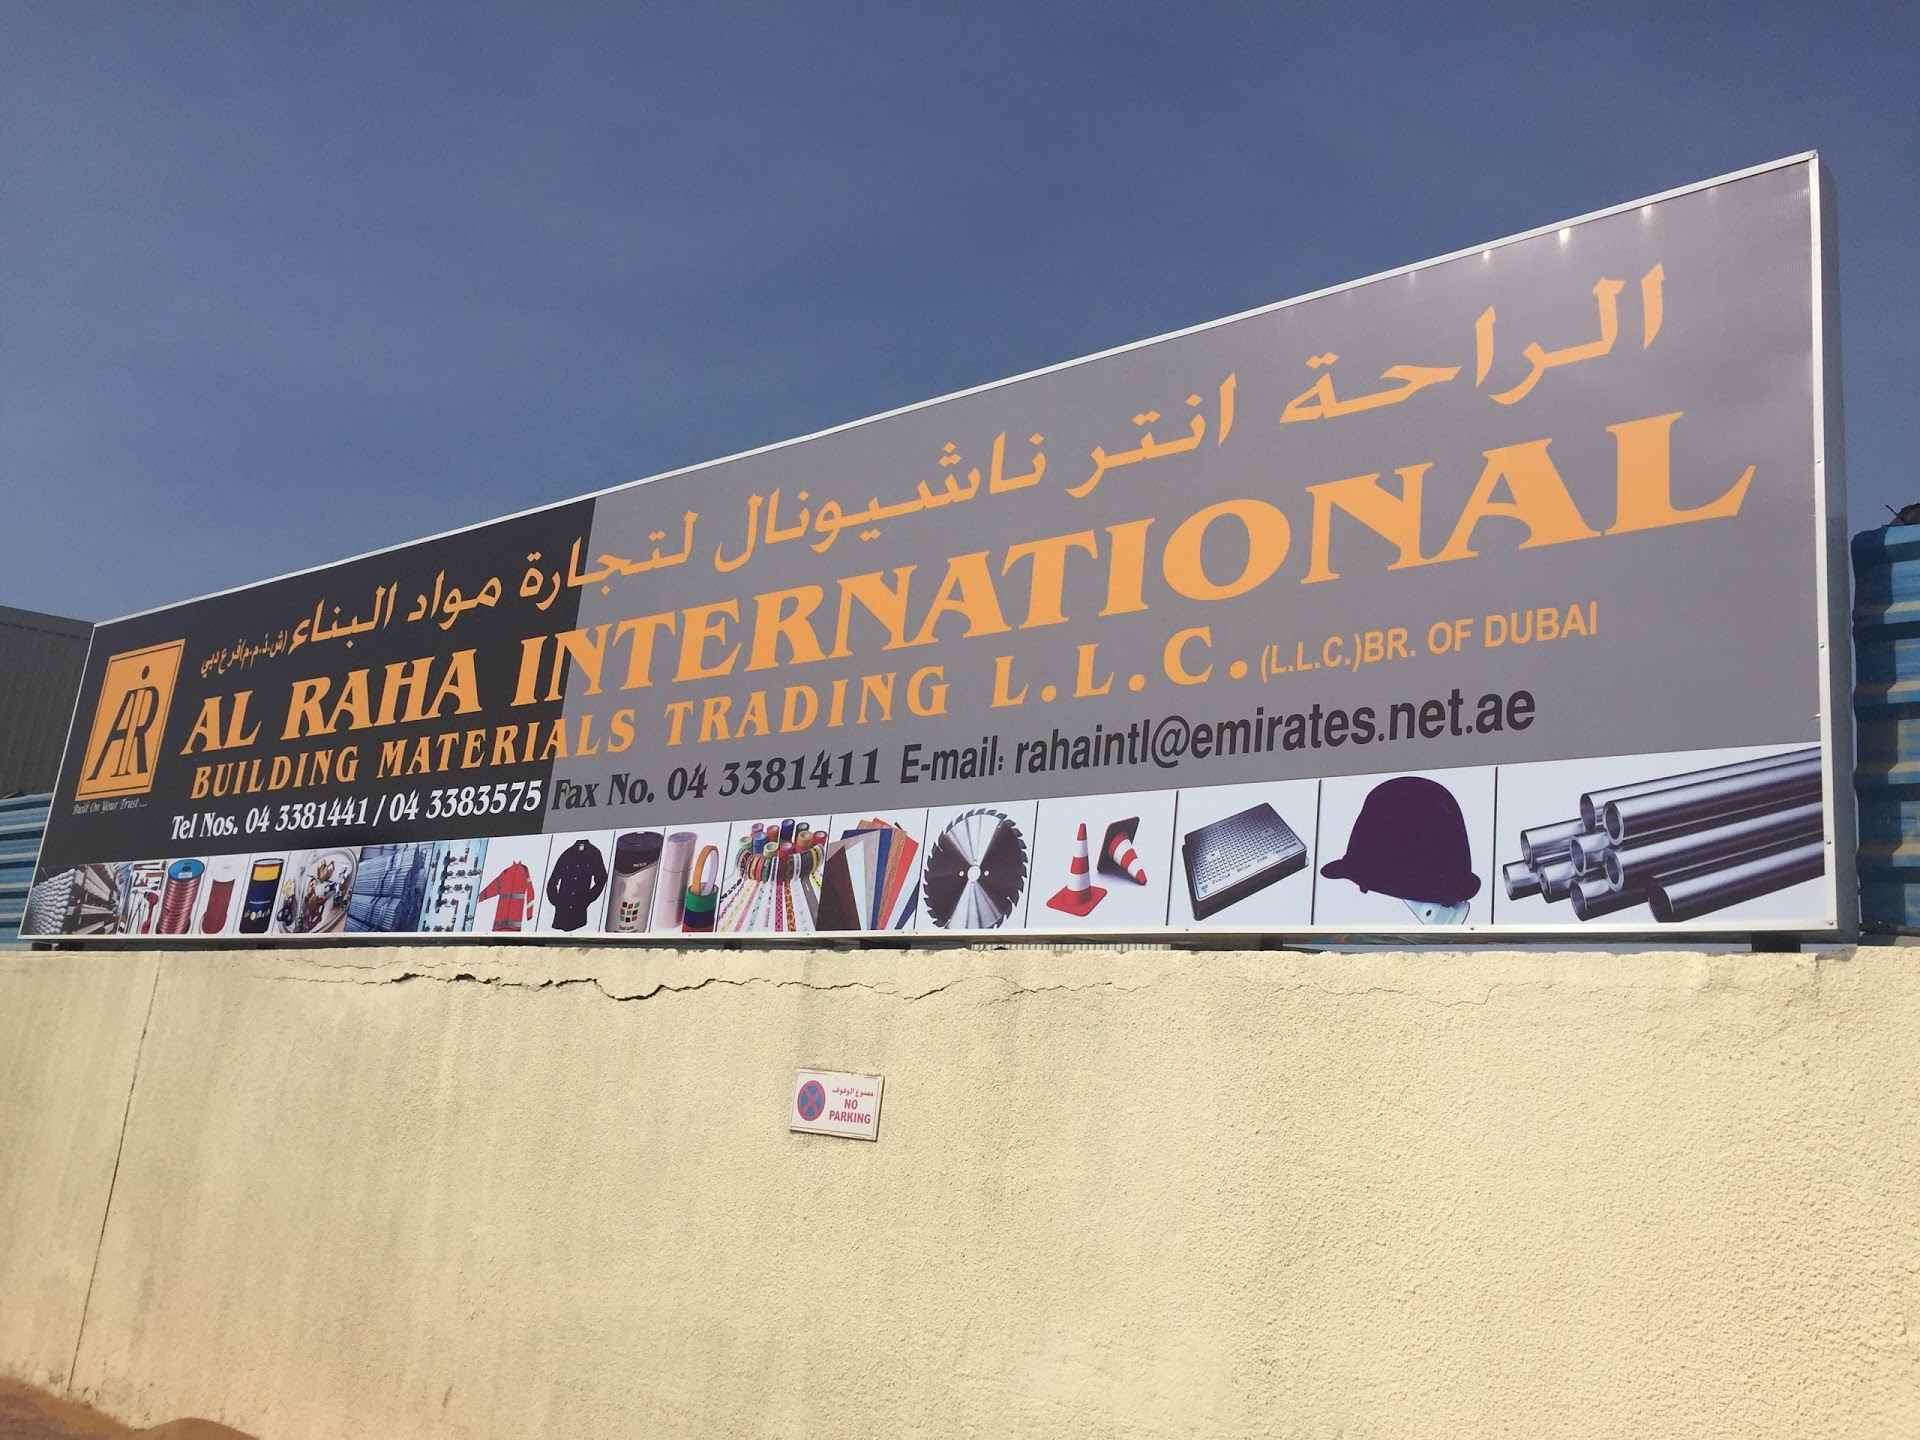 الراحة انترناشيونال لتجارة مواد البناء (ش.ذ.م.م) فرع دبي
AL RAHA INTERNATIONAL
BUILDING MATERIALS TRADING L.L.C. (L.L.C.)BR. OF DUBAI
Tel Nos. 04 3381441 / 04 3383575 Fax No. 04 3381411 E-mail: rahaintl@emirates.net.ae
AIR
Built On Your Trust...
ممنوع الوقوف
NO
PARKING